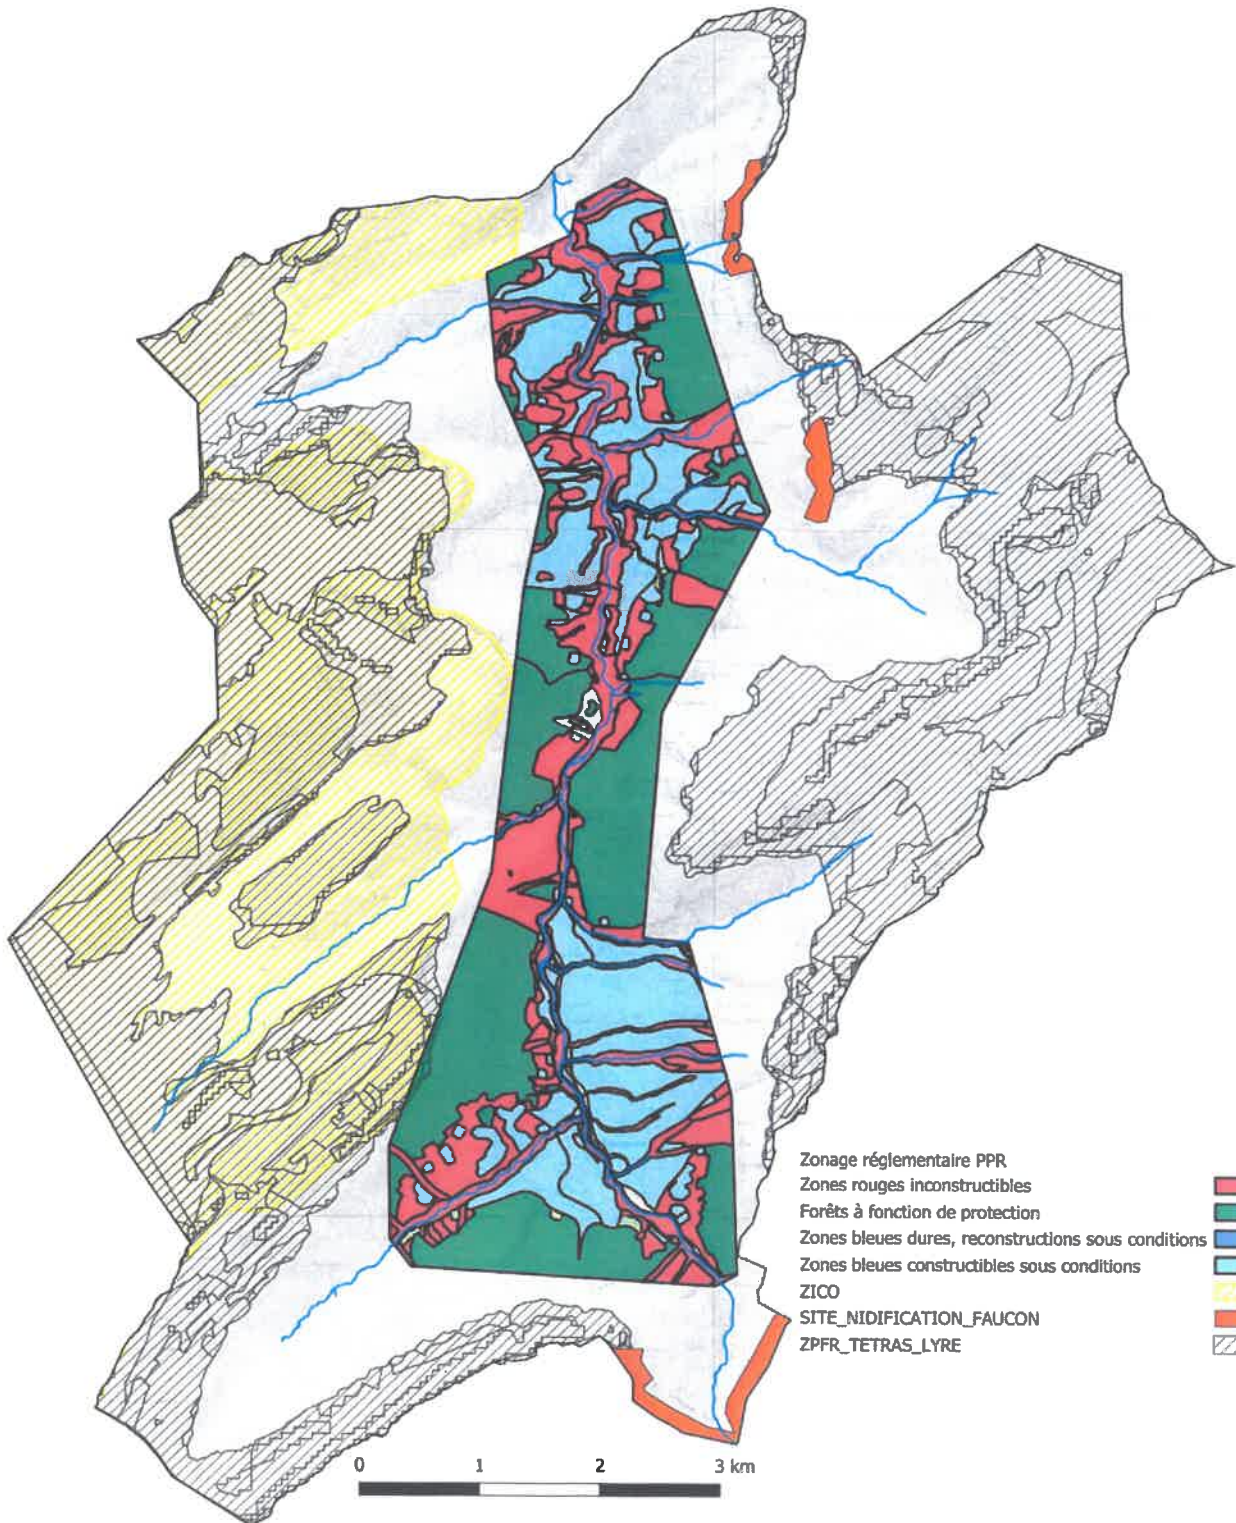 Zonage réglementaire PPR
Zones rouges inconstructibles
Forêts à fonction de protection
Zones bleues dures, reconstructions sous conditions
Zones bleues constructibles sous conditions
ZICO
SITE_NIDIFICATION_FAUCON
ZPFR_TETRAS_LYRE
0 1 2 3 km